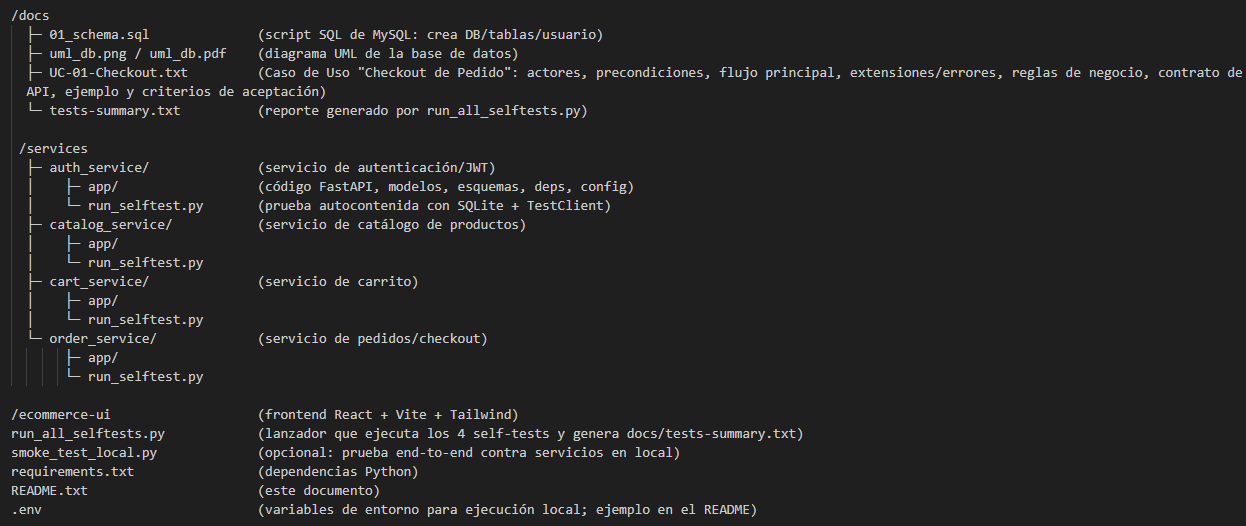 /docs
├─ 01_schema.sql              (script SQL de MySQL: crea DB/tablas/usuario)
├─ uml_db.png / uml_db.pdf    (diagrama UML de la base de datos)
├─ UC-01-Checkout.txt         (Caso de Uso "Checkout de Pedido": actores, precondiciones, flujo principal, extensiones/errores, reglas de negocio, contrato de
API, ejemplo y criterios de aceptación)
└─ tests-summary.txt          (reporte generado por run_all_selftests.py)

/services
├─ auth_service/              (servicio de autenticación/JWT)
│    ├─ app/                  (código FastAPI, modelos, esquemas, deps, config)
│    └─ run_selftest.py       (prueba autocontenida con SQLite + TestClient)
├─ catalog_service/           (servicio de catálogo de productos)
│    ├─ app/
│    └─ run_selftest.py
├─ cart_service/              (servicio de carrito)
│    ├─ app/
│    └─ run_selftest.py
└─ order_service/             (servicio de pedidos/checkout)
     ├─ app/
     └─ run_selftest.py

/ecommerce-ui                   (frontend React + Vite + Tailwind)
run_all_selftests.py            (lanzador que ejecuta los 4 self-tests y genera docs/tests-summary.txt)
smoke_test_local.py             (opcional: prueba end-to-end contra servicios en local)
requirements.txt                (dependencias Python)
README.txt                      (este documento)
.env                            (variables de entorno para ejecución local; ejemplo en el README)